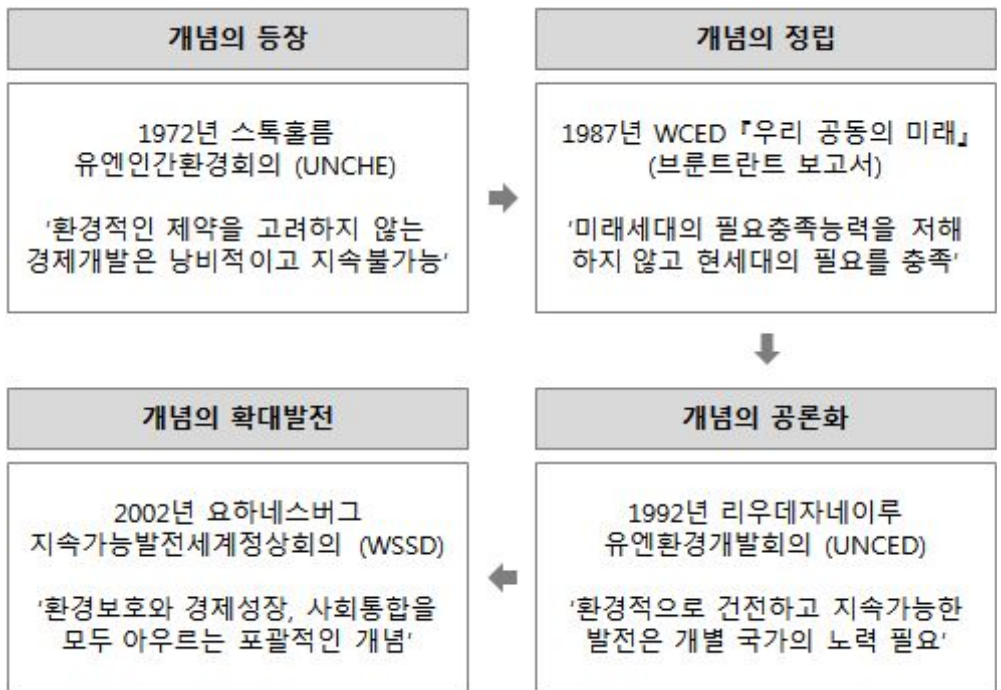 개념의 등장
1972년 스톡홀름
유엔인간환경회의 (UNCHE)
'환경적인 제약을 고려하지 않는
경제개발은 낭비적이고 지속불가능'
개념의 정립
1987년 WCED 『우리 공동의 미래』
(브룬트란트 보고서)
'미래세대의 필요충족능력을 저해
하지 않고 현세대의 필요를 충족'
개념의 공론화
1992년 리우데자네이루
유엔환경개발회의 (UNCED)
'환경적으로 건전하고 지속가능한
발전은 개별 국가의 노력 필요'
개념의 확대발전
2002년 요하네스버그
지속가능발전세계정상회의 (WSSD)
'환경보호와 경제성장, 사회통합을
모두 아우르는 포괄적인 개념'